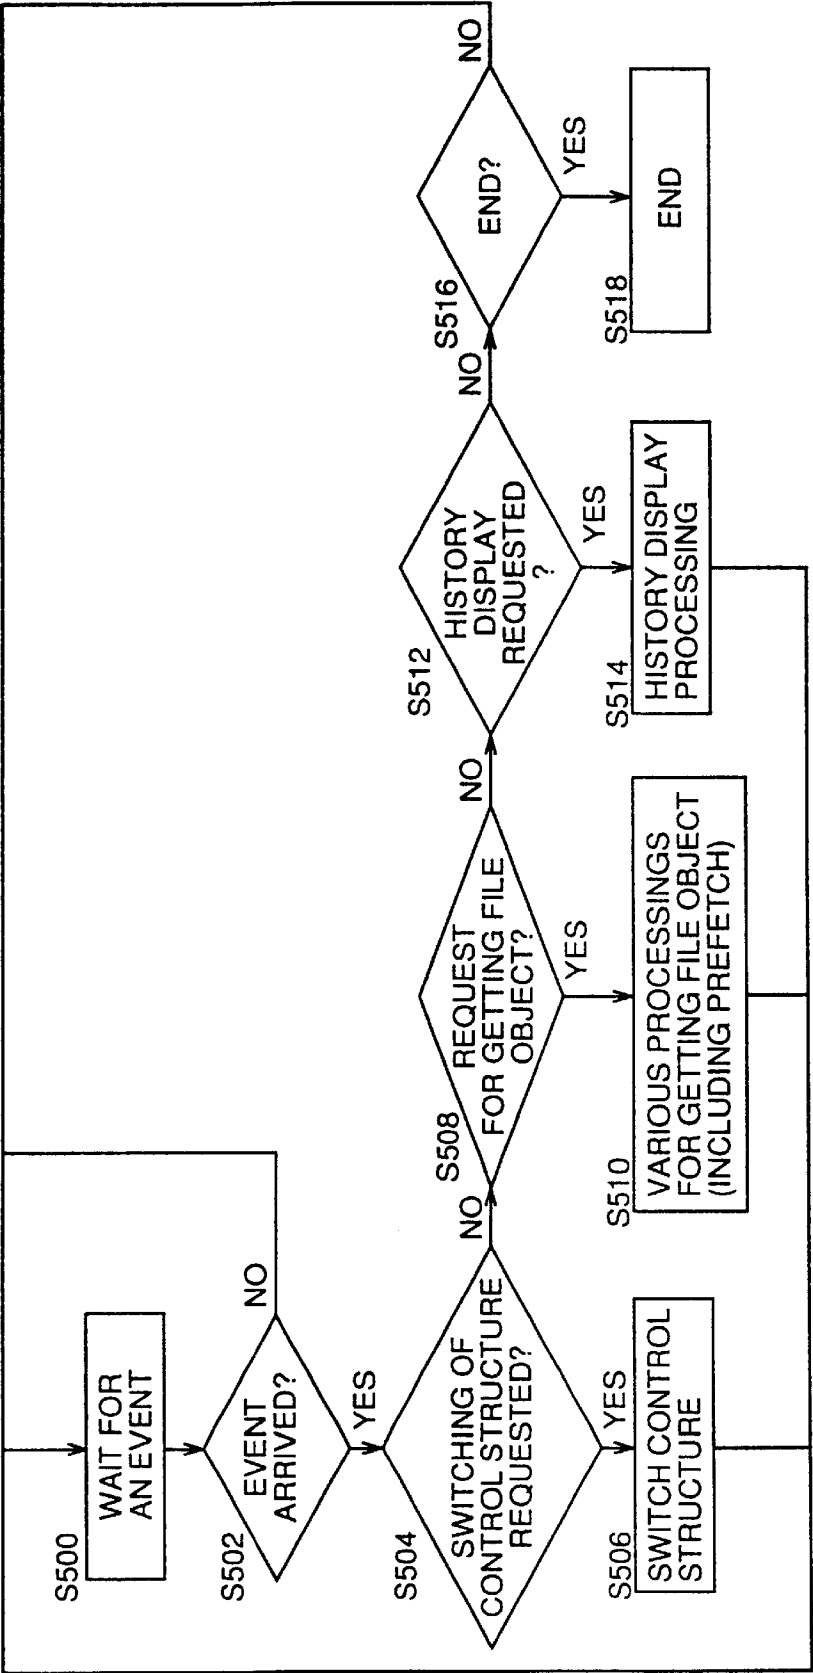 S500
WAIT FOR
AN EVENT
S502
EVENT
ARRIVED?
NO
YES
S504
SWITCHING OF
CONTROL STRUCTURE
REQUESTED?
NO
YES
S506
SWITCH CONTROL
STRUCTURE
S508
REQUEST
FOR GETTING FILE
OBJECT?
NO
YES
S510
VARIOUS PROCESSINGS
FOR GETTING FILE OBJECT
(INCLUDING PREFETCH)
S512
HISTORY
DISPLAY
REQUESTED
?
NO
YES
S514
HISTORY DISPLAY
PROCESSING
S516
END?
NO
YES
S518
END